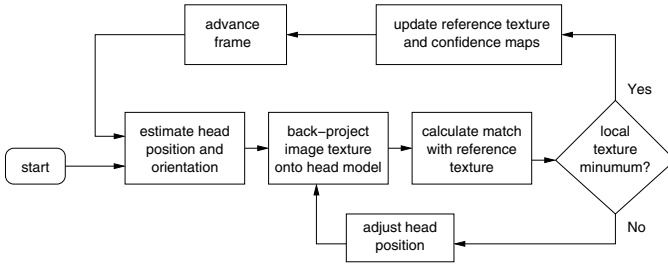 advance
frame
update reference texture
and confidence maps
Yes
start
estimate head
position and
orientation
back−project
image texture
onto head model
calculate match
with reference
texture
local
texture
minumum?
No
adjust head
position